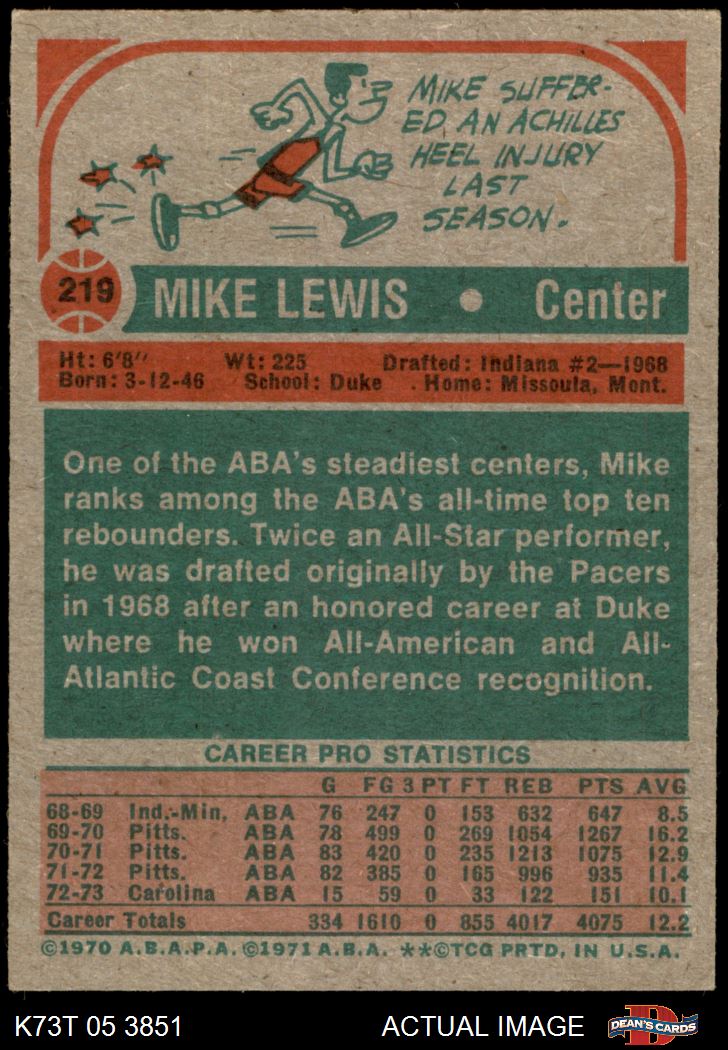 MIKE SUFFER-
ED AN ACHILLES
HEEL INJURY
LAST
SEASON.
219 MIKE LEWIS • Center
Ht: 6'8" Wt: 225 Drafted: Indiana #2—1968
Born: 3-12-46 School: Duke Home: Missoula, Mont.
One of the ABA's steadiest centers, Mike
ranks among the ABA's all-time top ten
rebounders. Twice an All-Star performer,
he was drafted originally by the Pacers
in 1968 after an honored career at Duke
where he won All-American and All-
Atlantic Coast Conference recognition.
CAREER PRO STATISTICS
G FG 3 PT FT REB PTS AVG
68-69 Ind.-Min. ABA 76 247 0 153 632 647 8.5
69-70 Pitts. ABA 78 499 0 269 1054 1267 16.2
70-71 Pitts. ABA 83 420 0 235 1213 1075 12.9
71-72 Pitts. ABA 82 385 0 165 996 935 11.4
72-73 Carolina ABA 15 59 0 33 122 151 10.1
Career Totals 334 1610 0 855 4017 4075 12.2
©1970 A.B.A.P.A. ©1971 A.B.A. **©TCG PRTD. IN U.S.A.
K73T 05 3851 ACTUAL IMAGE DEAN'S CARDS